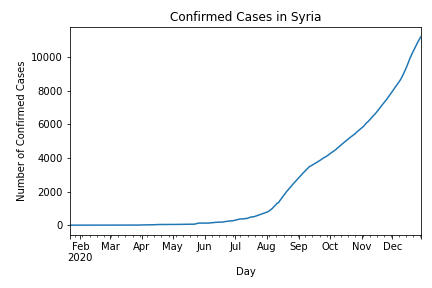 Confirmed Cases in Syria
Number of Confirmed Cases
10000
8000
6000
4000
2000
0
Feb Mar Apr May Jun Jul Aug Sep Oct Nov Dec
2020
Day